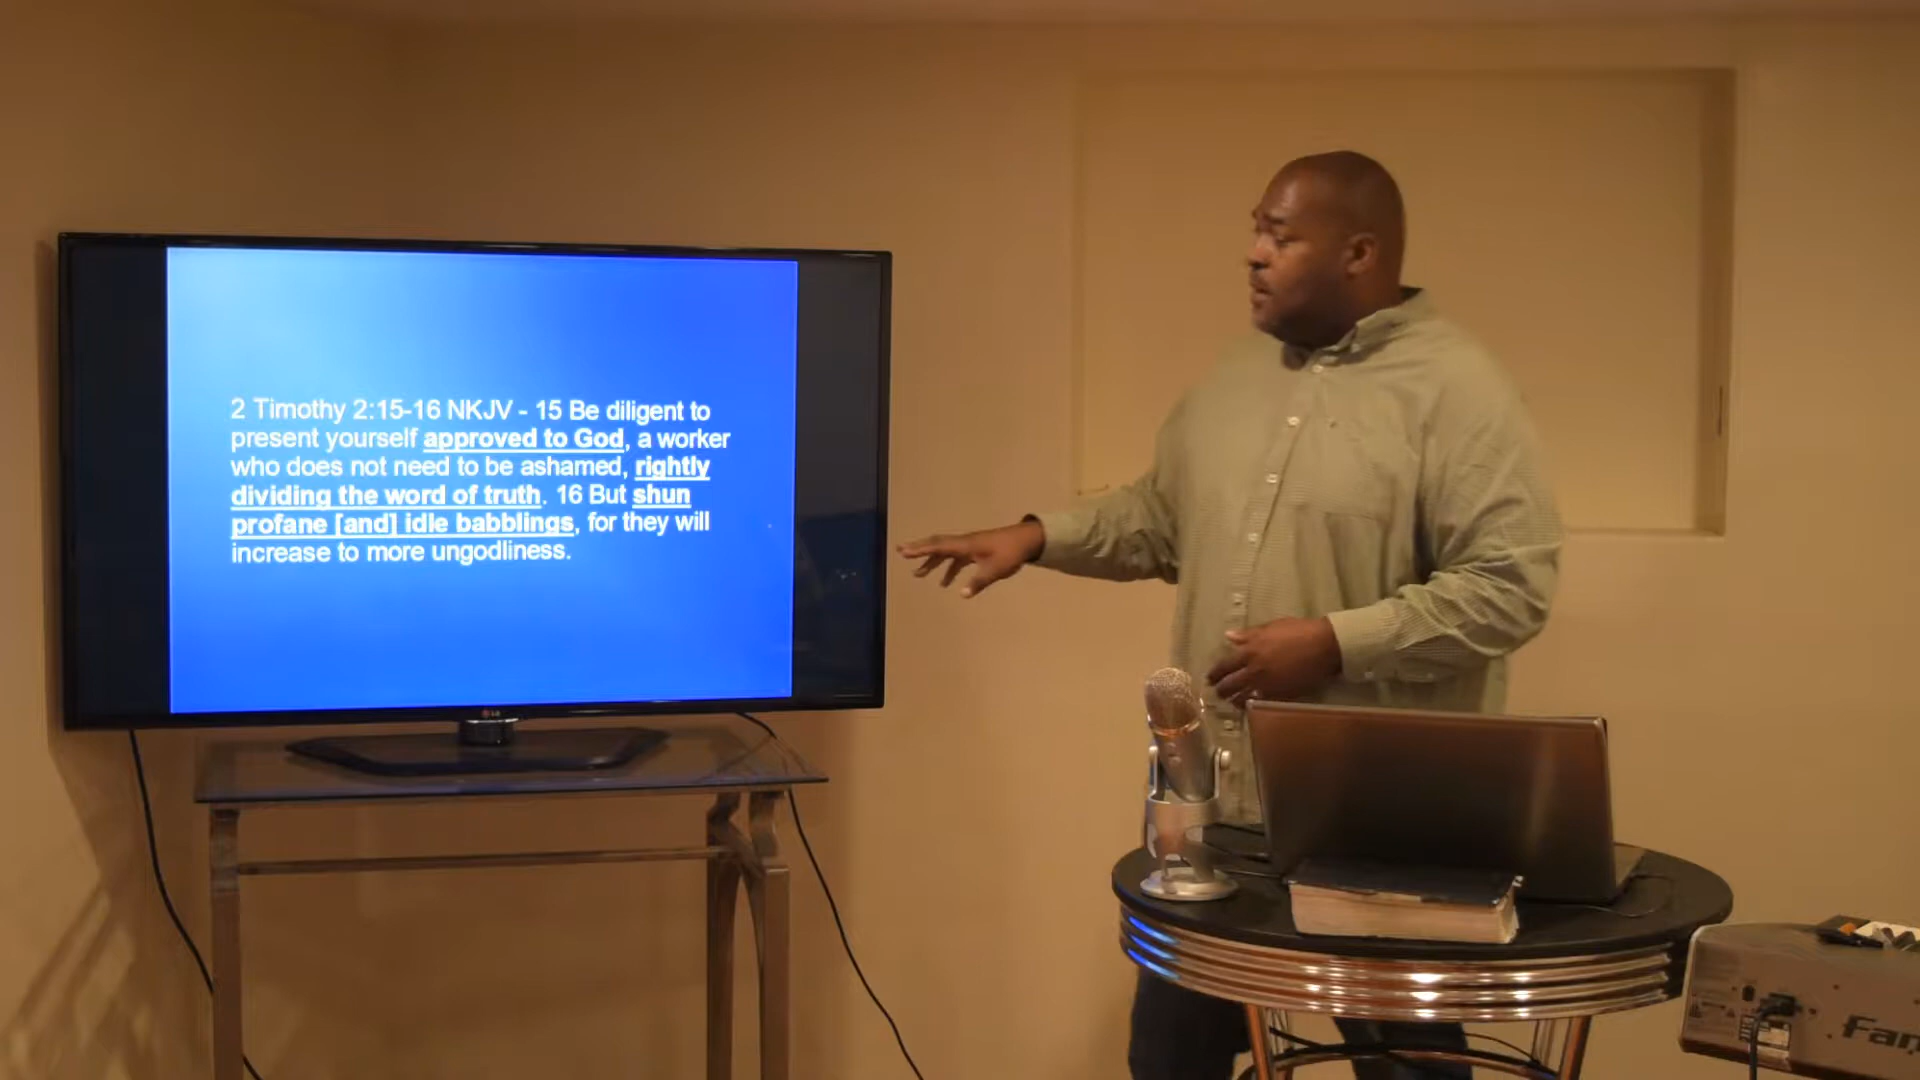 2 Timothy 2:15-16 NKJV - 15 Be diligent to
present yourself approved to God, a worker
who does not need to be ashamed, rightly
dividing the word of truth. 16 But shun
profane [and] idle babblings, for they will
increase to more ungodliness.
LG